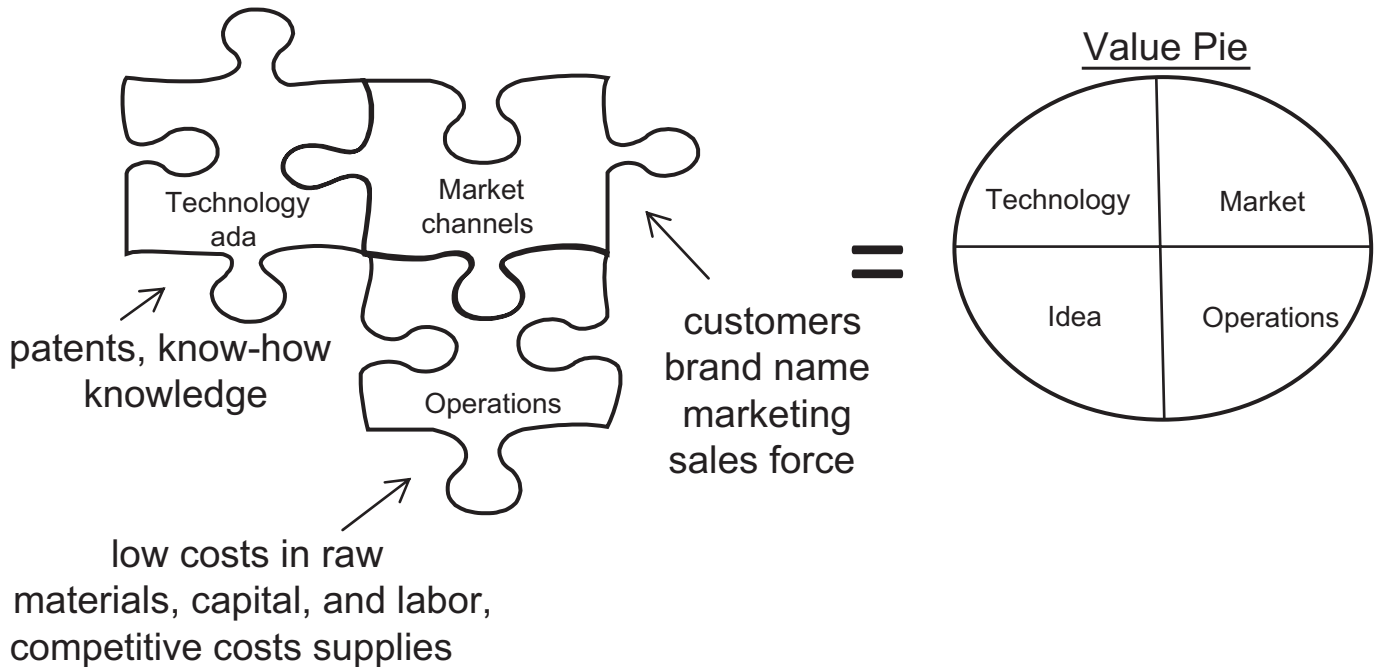 Value Pie
Technology
ada
Market
channels
patents, know-how
knowledge
Operations
customers
brand name
marketing
sales force
low costs in raw
materials, capital, and labor,
competitive costs supplies
=
Technology
Market
Idea
Operations